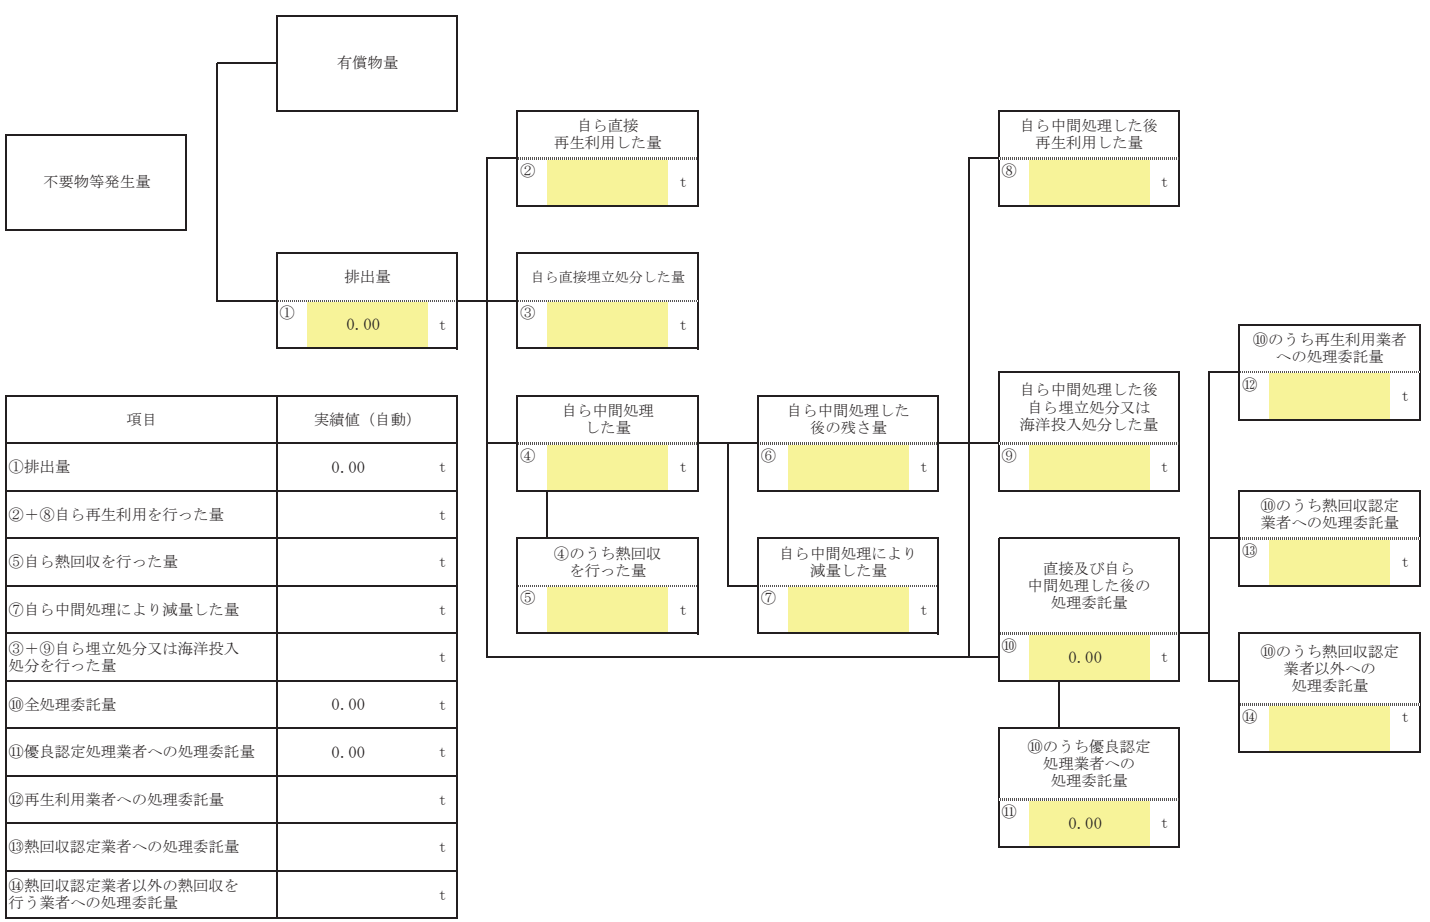 有償物量
不要物等発生量
排出量
① 0.00 t
自ら直接
再生利用した量
② t
自ら直接埋立処分した量
③ t
自ら中間処理
した量
④ t
④のうち熱回収
を行った量
⑤ t
自ら中間処理した
後の残さ量
⑥ t
自ら中間処理により
減量した量
⑦ t
自ら中間処理した後
再生利用した量
⑧ t
自ら中間処理した後
自ら埋立処分又は
海洋投入処分した量
⑨ t
直接及び自ら
中間処理した後の
処理委託量
⑩ 0.00 t
⑩のうち優良認定
処理業者への
処理委託量
⑪ 0.00 t
⑩のうち再生利用業者
への処理委託量
⑫ t
⑩のうち熱回収認定
業者への処理委託量
⑬ t
⑩のうち熱回収認定
業者以外への
処理委託量
⑭ t
項目 実績値（自動）
①排出量 0.00 t
②＋⑧自ら再生利用を行った量 t
⑤自ら熱回収を行った量 t
⑦自ら中間処理により減量した量 t
③＋⑨自ら埋立処分又は海洋投入
処分を行った量 t
⑩全処理委託量 0.00 t
⑪優良認定処理業者への処理委託量 0.00 t
⑫再生利用業者への処理委託量 t
⑬熱回収認定業者への処理委託量 t
⑭熱回収認定業者以外の熱回収を
行う業者への処理委託量 t